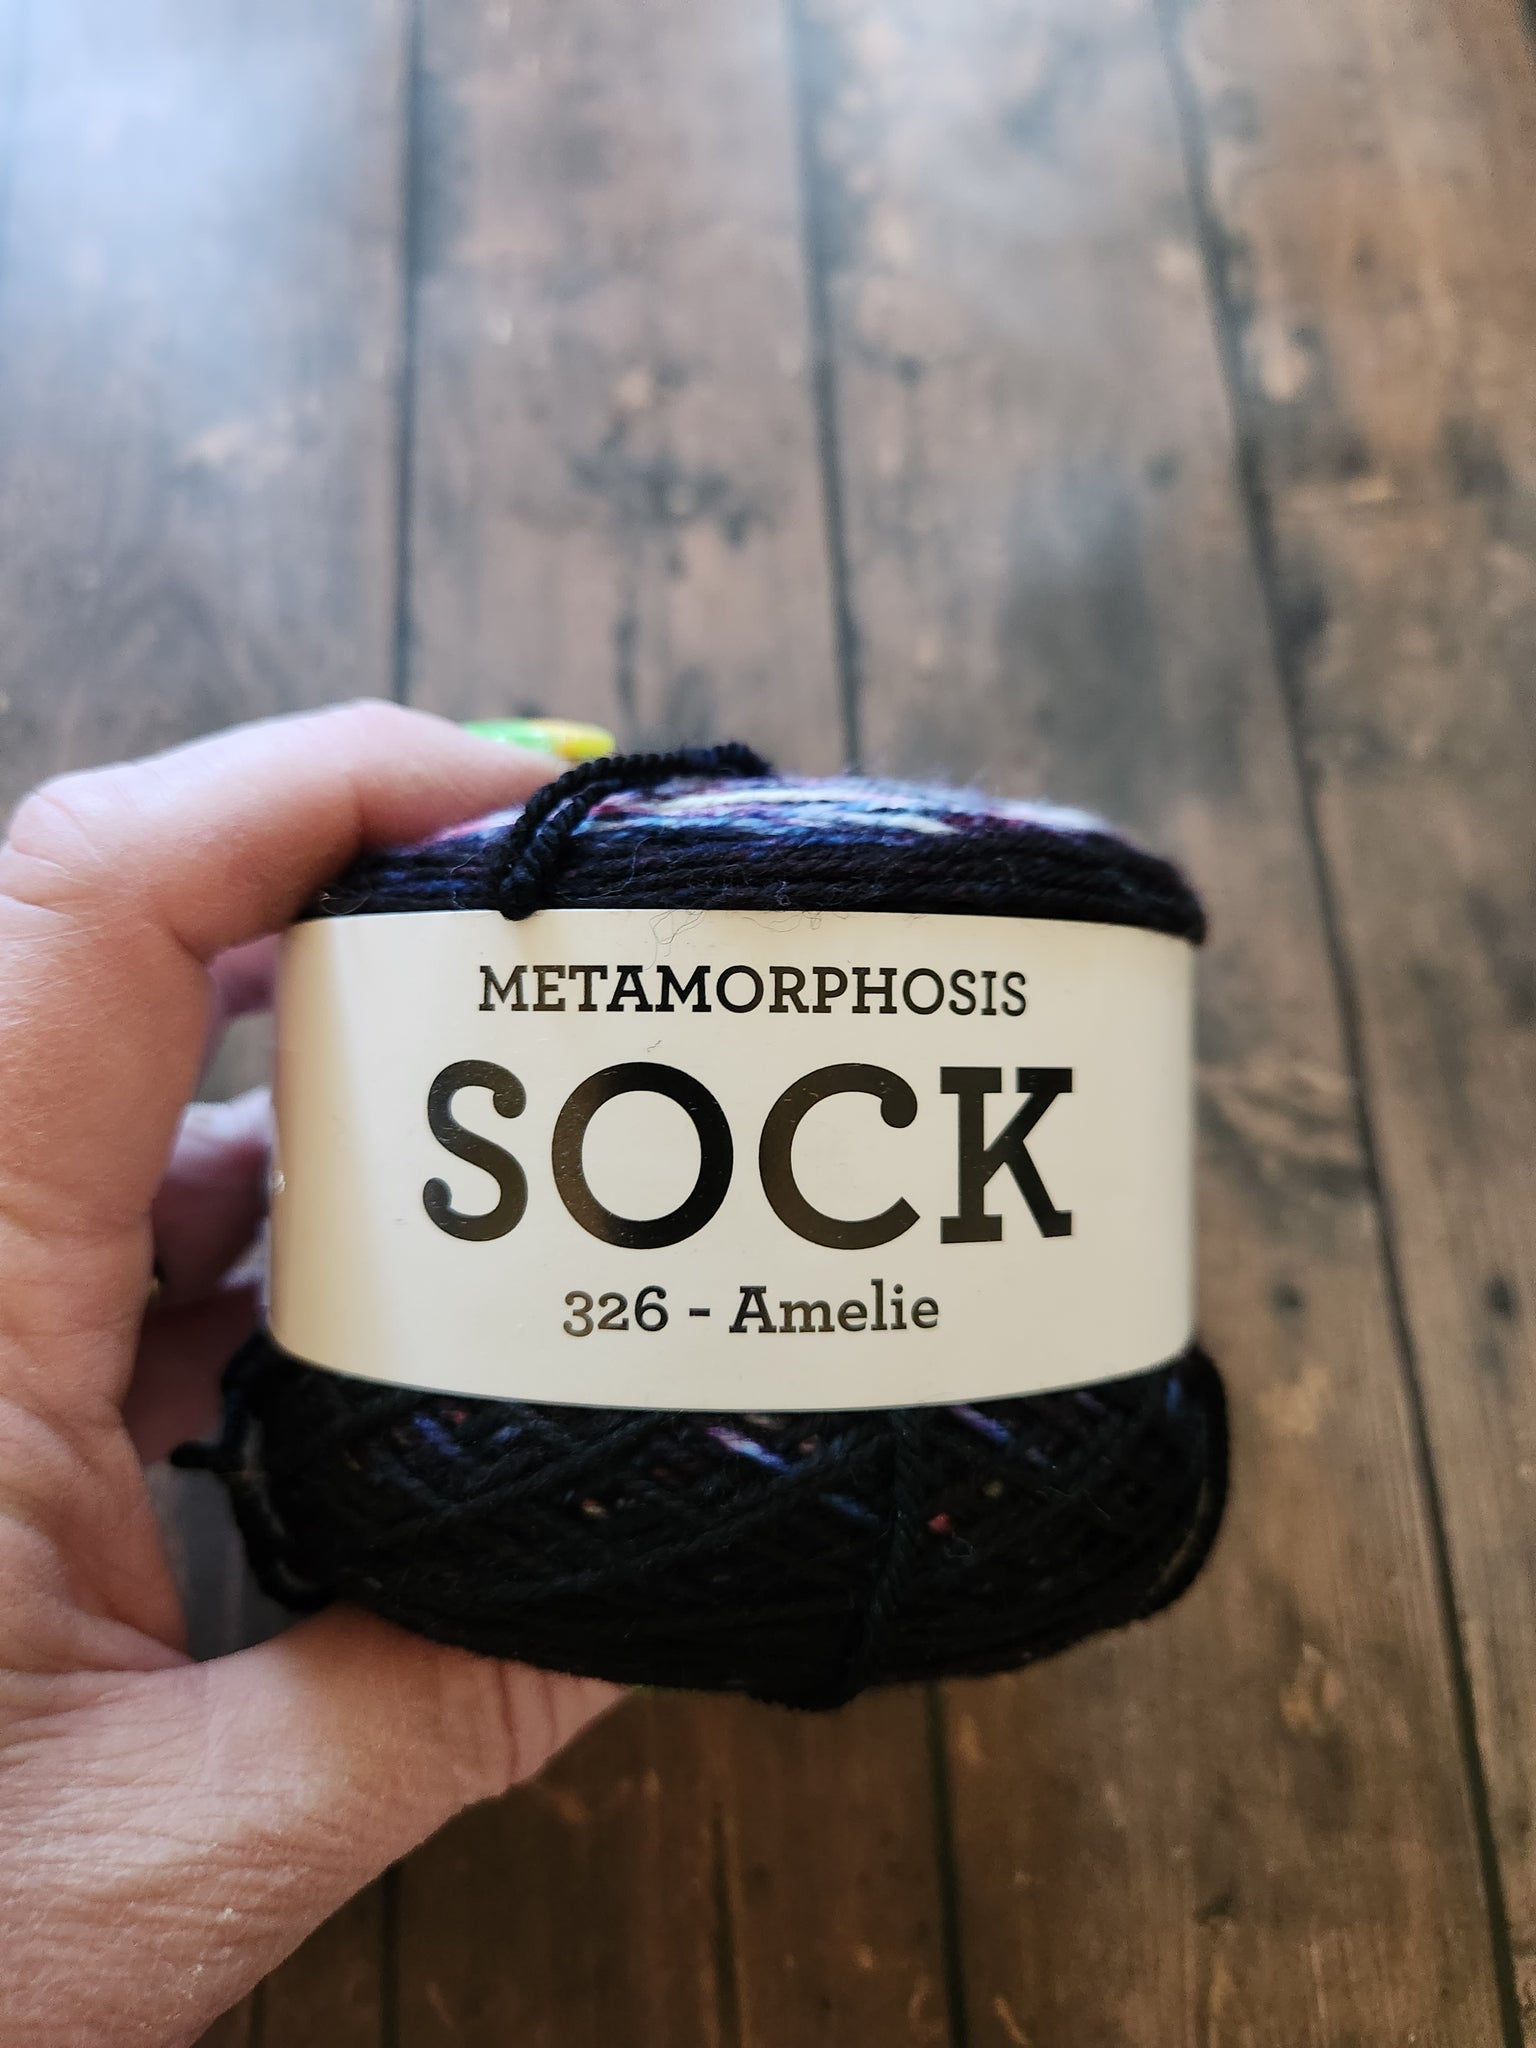 METAMORPHOSIS
SOCK
326 - Amelie